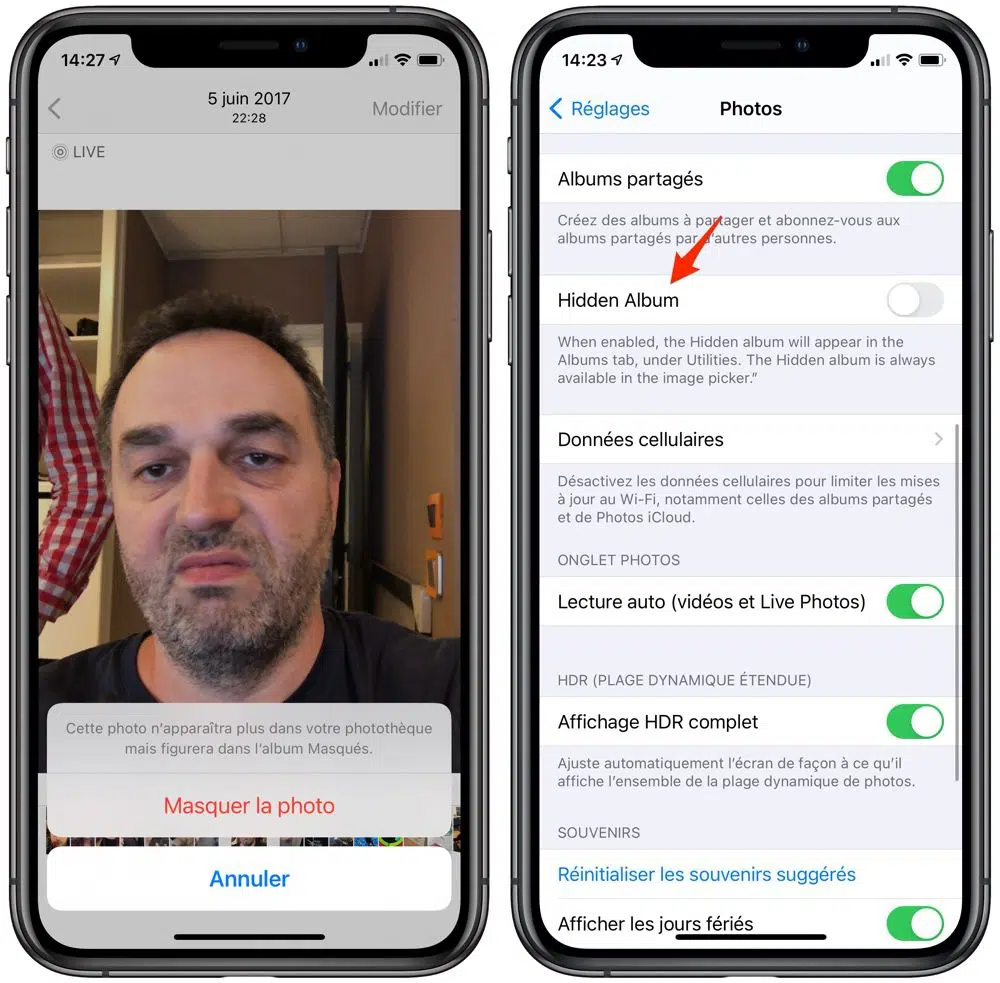 14:27
5 juin 2017
22:28
Modifier
LIVE
Cette photo n'apparaîtra plus dans votre photothèque
mais figurera dans l'album Masqués.
Masquer la photo
Annuler
14:23
Réglages
Photos
Albums partagés
Créez des albums à partager et abonnez-vous aux
albums partagés par d'autres personnes.
Hidden Album
When enabled, the Hidden album will appear in the
Albums tab, under Utilities. The Hidden album is always
available in the image picker.”
Données cellulaires
Désactivez les données cellulaires pour limiter les mises
à jour au Wi-Fi, notamment celles des albums partagés
et de Photos iCloud.
ONGLET PHOTOS
Lecture auto (vidéos et Live Photos)
HDR (PLAGE DYNAMIQUE ÉTENDUE)
Affichage HDR complet
Ajuste automatiquement l'écran de façon à ce qu'il
affiche l'ensemble de la plage dynamique de photos.
SOUVENIRS
Réinitialiser les souvenirs suggérés
Afficher les jours fériés